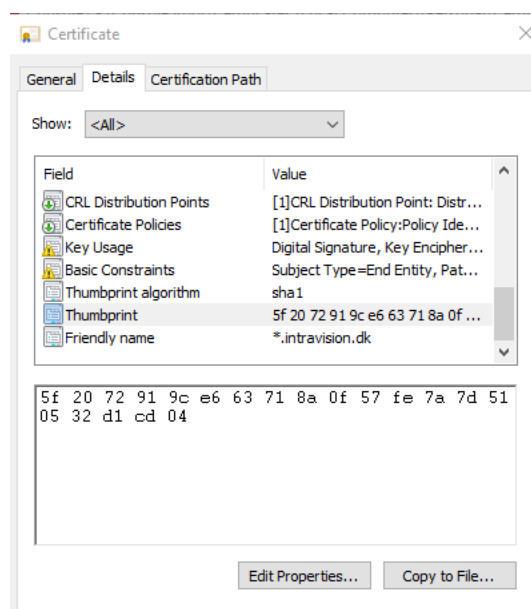 Certificate
General Details Certification Path
Show: <All>
Field Value
CRL Distribution Points [1]CRL Distribution Point: Distr...
Certificate Policies [1]Certificate Policy:Policy Ide...
Key Usage Digital Signature, Key Encipher...
Basic Constraints Subject Type=End Entity, Pat...
Thumbprint algorithm sha1
Thumbprint 5f 20 72 91 9c e6 63 71 8a 0f ...
Friendly name *.intravision.dk
5f 20 72 91 9c e6 63 71 8a 0f 57 fe 7a 7d 51
05 32 d1 cd 04
Edit Properties... Copy to File...